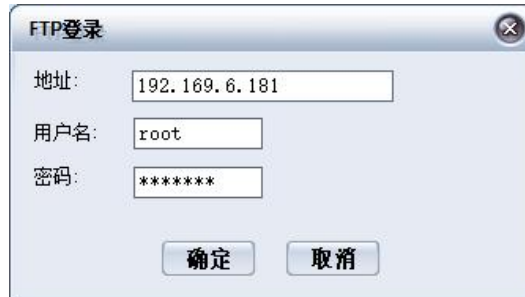 FTP登录
地址: 192.169.6.181
用户名: root
密码: *******
确定 取消